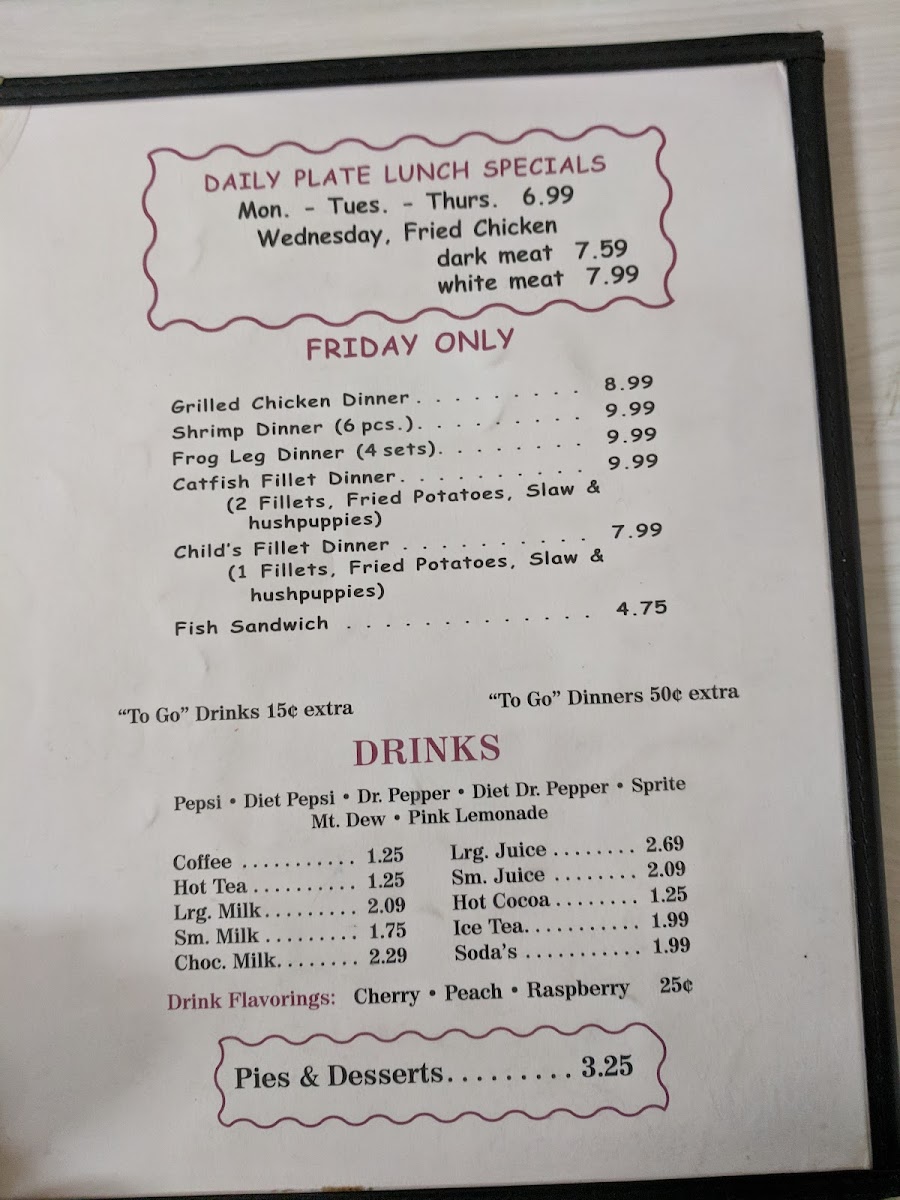 DAILY PLATE LUNCH SPECIALS
Mon. - Tues. - Thurs. 6.99
Wednesday, Fried Chicken
dark meat 7.59
white meat 7.99
FRIDAY ONLY
Grilled Chicken Dinner . . . . . . . . . 8.99
Shrimp Dinner (6 pcs.). . . . . . . . . 9.99
Frog Leg Dinner (4 sets). . . . . . . . 9.99
Catfish Fillet Dinner. . . . . . . . . . 9.99
(2 Fillets, Fried Potatoes, Slaw &
hushpuppies)
Child's Fillet Dinner . . . . . . . . . . 7.99
(1 Fillets, Fried Potatoes, Slaw &
hushpuppies)
Fish Sandwich . . . . . . . . . . . . . 4.75
“To Go” Drinks 15¢ extra “To Go” Dinners 50¢ extra
DRINKS
Pepsi • Diet Pepsi • Dr. Pepper • Diet Dr. Pepper • Sprite
Mt. Dew • Pink Lemonade
Coffee . . . . . . . . . . . 1.25 Lrg. Juice . . . . . . . . 2.69
Hot Tea . . . . . . . . . . 1.25 Sm. Juice . . . . . . . . 2.09
Lrg. Milk. . . . . . . . . 2.09 Hot Cocoa . . . . . . . . 1.25
Sm. Milk . . . . . . . . . 1.75 Ice Tea. . . . . . . . . . . 1.99
Choc. Milk. . . . . . . . 2.29 Soda's . . . . . . . . . . . 1.99
Drink Flavorings: Cherry • Peach • Raspberry 25¢
Pies & Desserts. . . . . . . . . 3.25